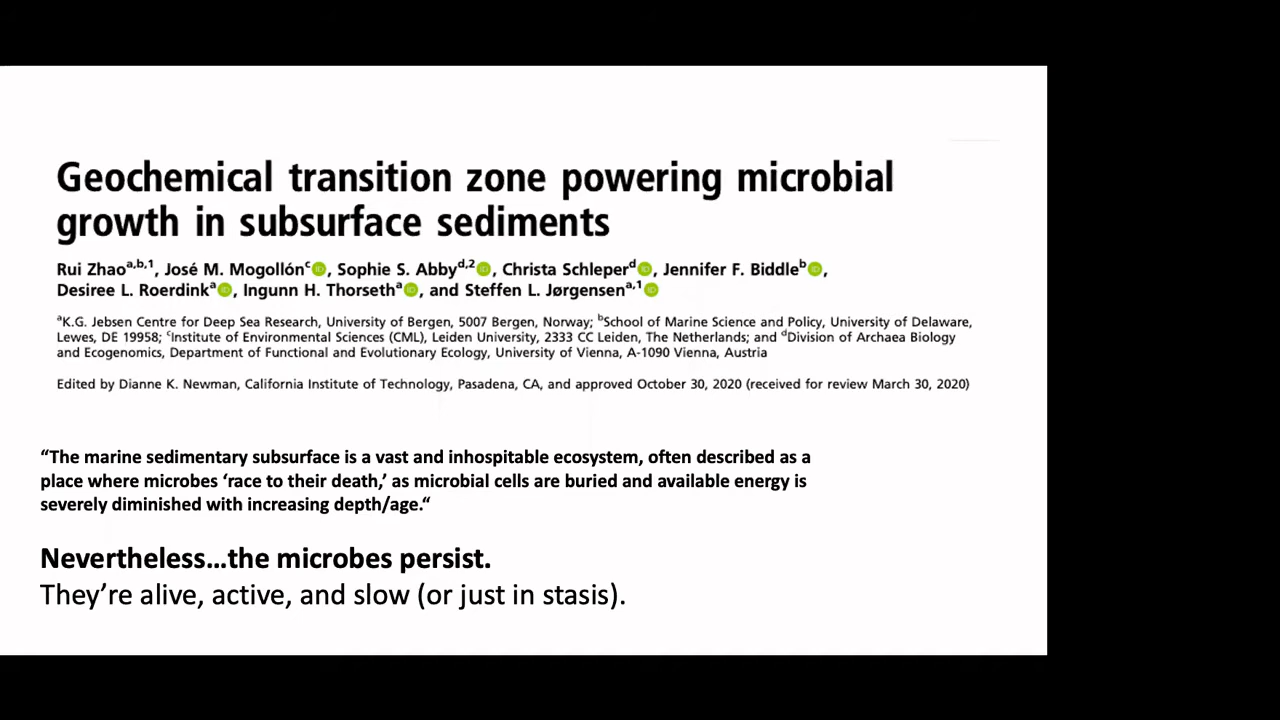 Geochemical transition zone powering microbial
growth in subsurface sediments
Rui Zhaoᵃ,ᵇ,¹, José M. Mogollónᶜ, Sophie S. Abbyᵈ,², Christa Schleperᵈ, Jennifer F. Biddleᵇ,
Desiree L. Roerdinkᵃ, Ingunn H. Thorsethᵃ, and Steffen L. Jørgensenᵃ,¹
ᵃK.G. Jebsen Centre for Deep Sea Research, University of Bergen, 5007 Bergen, Norway; ᵇSchool of Marine Science and Policy, University of Delaware,
Lewes, DE 19958; ᶜInstitute of Environmental Sciences (CML), Leiden University, 2333 CC Leiden, The Netherlands; and ᵈDivision of Archaea Biology
and Ecogenomics, Department of Functional and Evolutionary Ecology, University of Vienna, A-1090 Vienna, Austria
Edited by Dianne K. Newman, California Institute of Technology, Pasadena, CA, and approved October 30, 2020 (received for review March 30, 2020)
“The marine sedimentary subsurface is a vast and inhospitable ecosystem, often described as a
place where microbes ‘race to their death,’ as microbial cells are buried and available energy is
severely diminished with increasing depth/age.“
Nevertheless…the microbes persist.
They’re alive, active, and slow (or just in stasis).